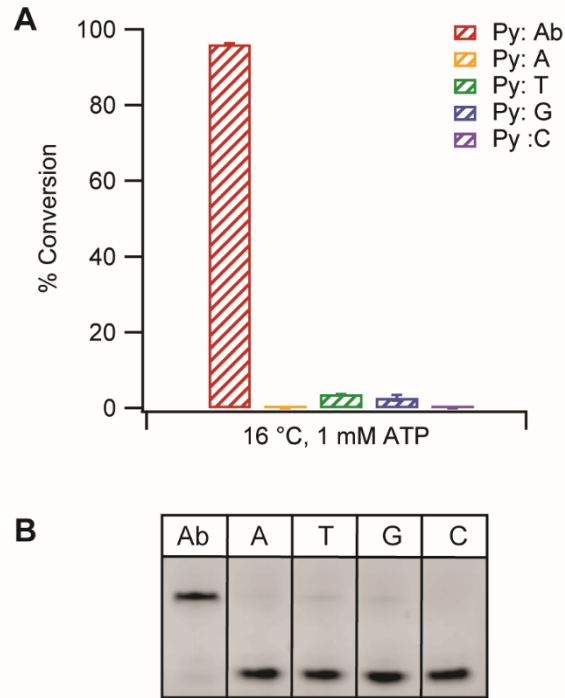 A
100
80
60
40
20
0
% Conversion
Py: Ab
Py: A
Py: T
Py: G
Py :C
16 °C, 1 mM ATP
B
Ab A T G C